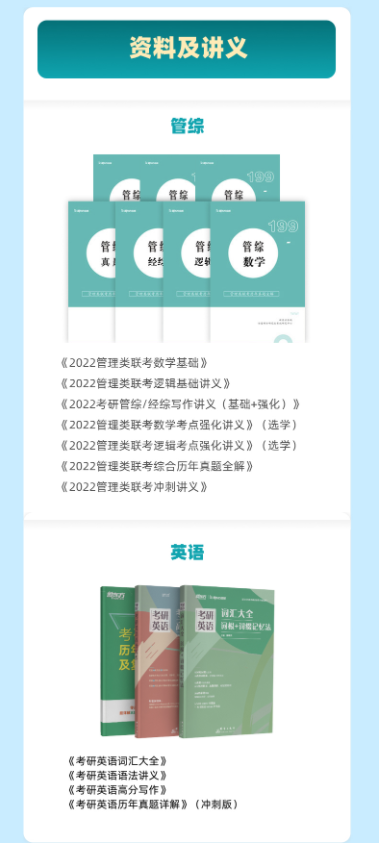 资料及讲义
管综
199
管综
管综
管综
199
管综
数学
《2022管理类联考数学基础》
《2022管理类联考逻辑基础讲义》
《2022考研管综/经综写作讲义（基础+强化）》
《2022管理类联考数学考点强化讲义》（选学）
《2022管理类联考逻辑考点强化讲义》（选学）
《2022管理类联考综合历年真题全解》
《2022管理类联考冲刺讲义》
英语
新东方
考研
英语
考研
英语
词汇大全
词根+联想记忆法
《考研英语词汇大全》
《考研英语语法讲义》
《考研英语高分写作》
《考研英语历年真题详解》（冲刺版）